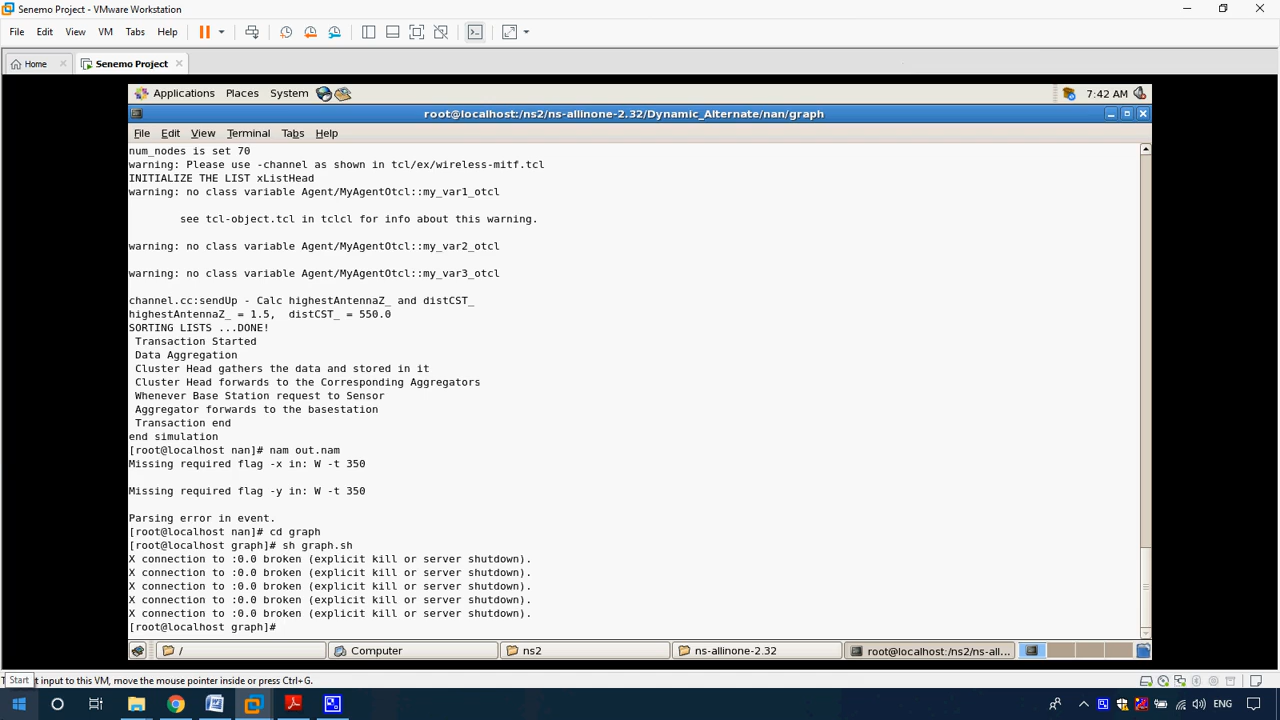 Senemo Project - VMware Workstation
File Edit View VM Tabs Help
Home Senemo Project
Applications Places System 7:42 AM
root@localhost:/ns2/ns-allinone-2.32/Dynamic_Alternate/nan/graph
File Edit View Terminal Tabs Help
num_nodes is set 70
warning: Please use -channel as shown in tcl/ex/wireless-mitf.tcl
INITIALIZE THE LIST xListHead
warning: no class variable Agent/MyAgentOtcl::my_var1_otcl
see tcl-object.tcl in tclcl for info about this warning.
warning: no class variable Agent/MyAgentOtcl::my_var2_otcl
warning: no class variable Agent/MyAgentOtcl::my_var3_otcl
channel.cc:sendUp - Calc highestAntennaZ_ and distCST_
highestAntennaZ_ = 1.5, distCST_ = 550.0
SORTING LISTS ...DONE!
Transaction Started
Data Aggregation
Cluster Head gathers the data and stored in it
Cluster Head forwards to the Corresponding Aggregators
Whenever Base Station request to Sensor
Aggregator forwards to the basestation
Transaction end
end simulation
[root@localhost nan]# nam out.nam
Missing required flag -x in: W -t 350
Missing required flag -y in: W -t 350
Parsing error in event.
[root@localhost nan]# cd graph
[root@localhost graph]# sh graph.sh
X connection to :0.0 broken (explicit kill or server shutdown).
X connection to :0.0 broken (explicit kill or server shutdown).
X connection to :0.0 broken (explicit kill or server shutdown).
X connection to :0.0 broken (explicit kill or server shutdown).
X connection to :0.0 broken (explicit kill or server shutdown).
[root@localhost graph]#
/ Computer ns2 ns-allinone-2.32 root@localhost:/ns2/ns-all...
Start input to this VM, move the mouse pointer inside or press Ctrl+G.
ENG